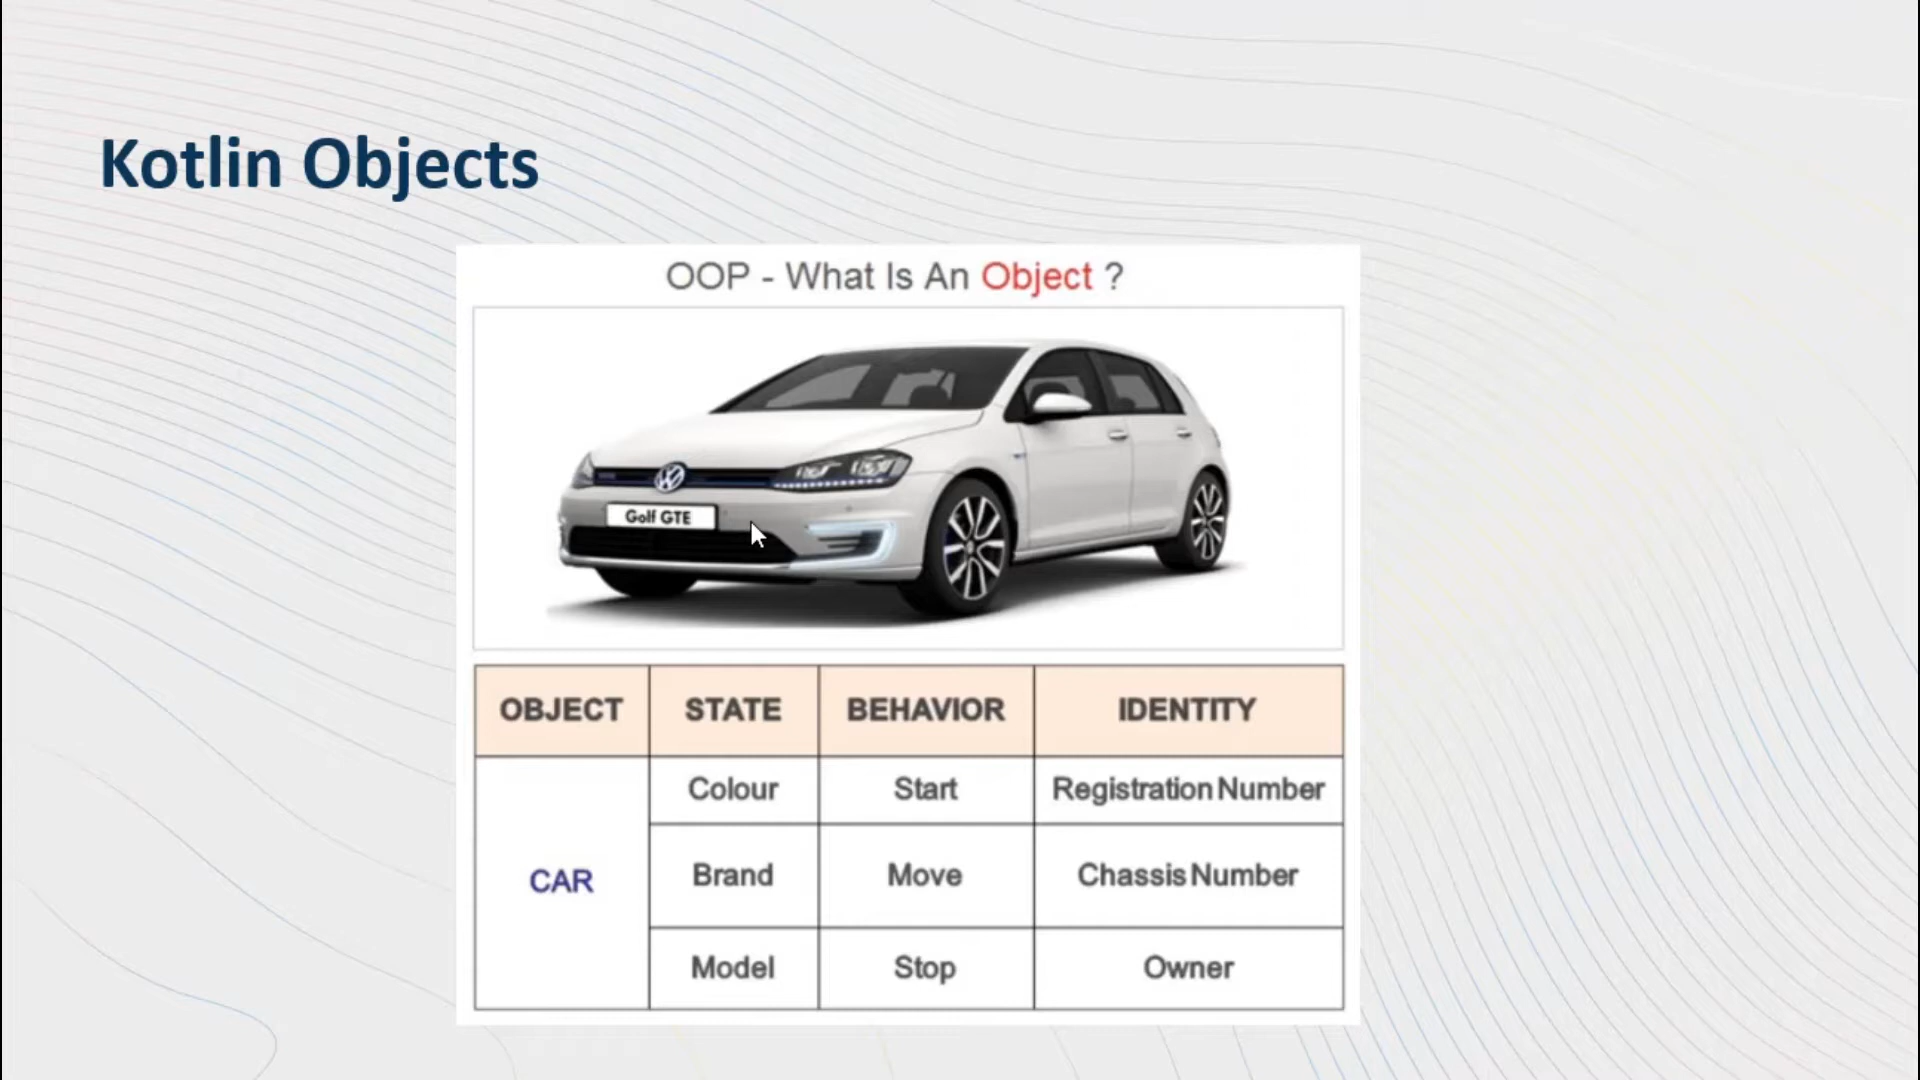 Kotlin Objects
OOP - What Is An Object ?
Golf GTE
OBJECT STATE BEHAVIOR IDENTITY
Colour Start Registration Number
CAR Brand Move Chassis Number
Model Stop Owner